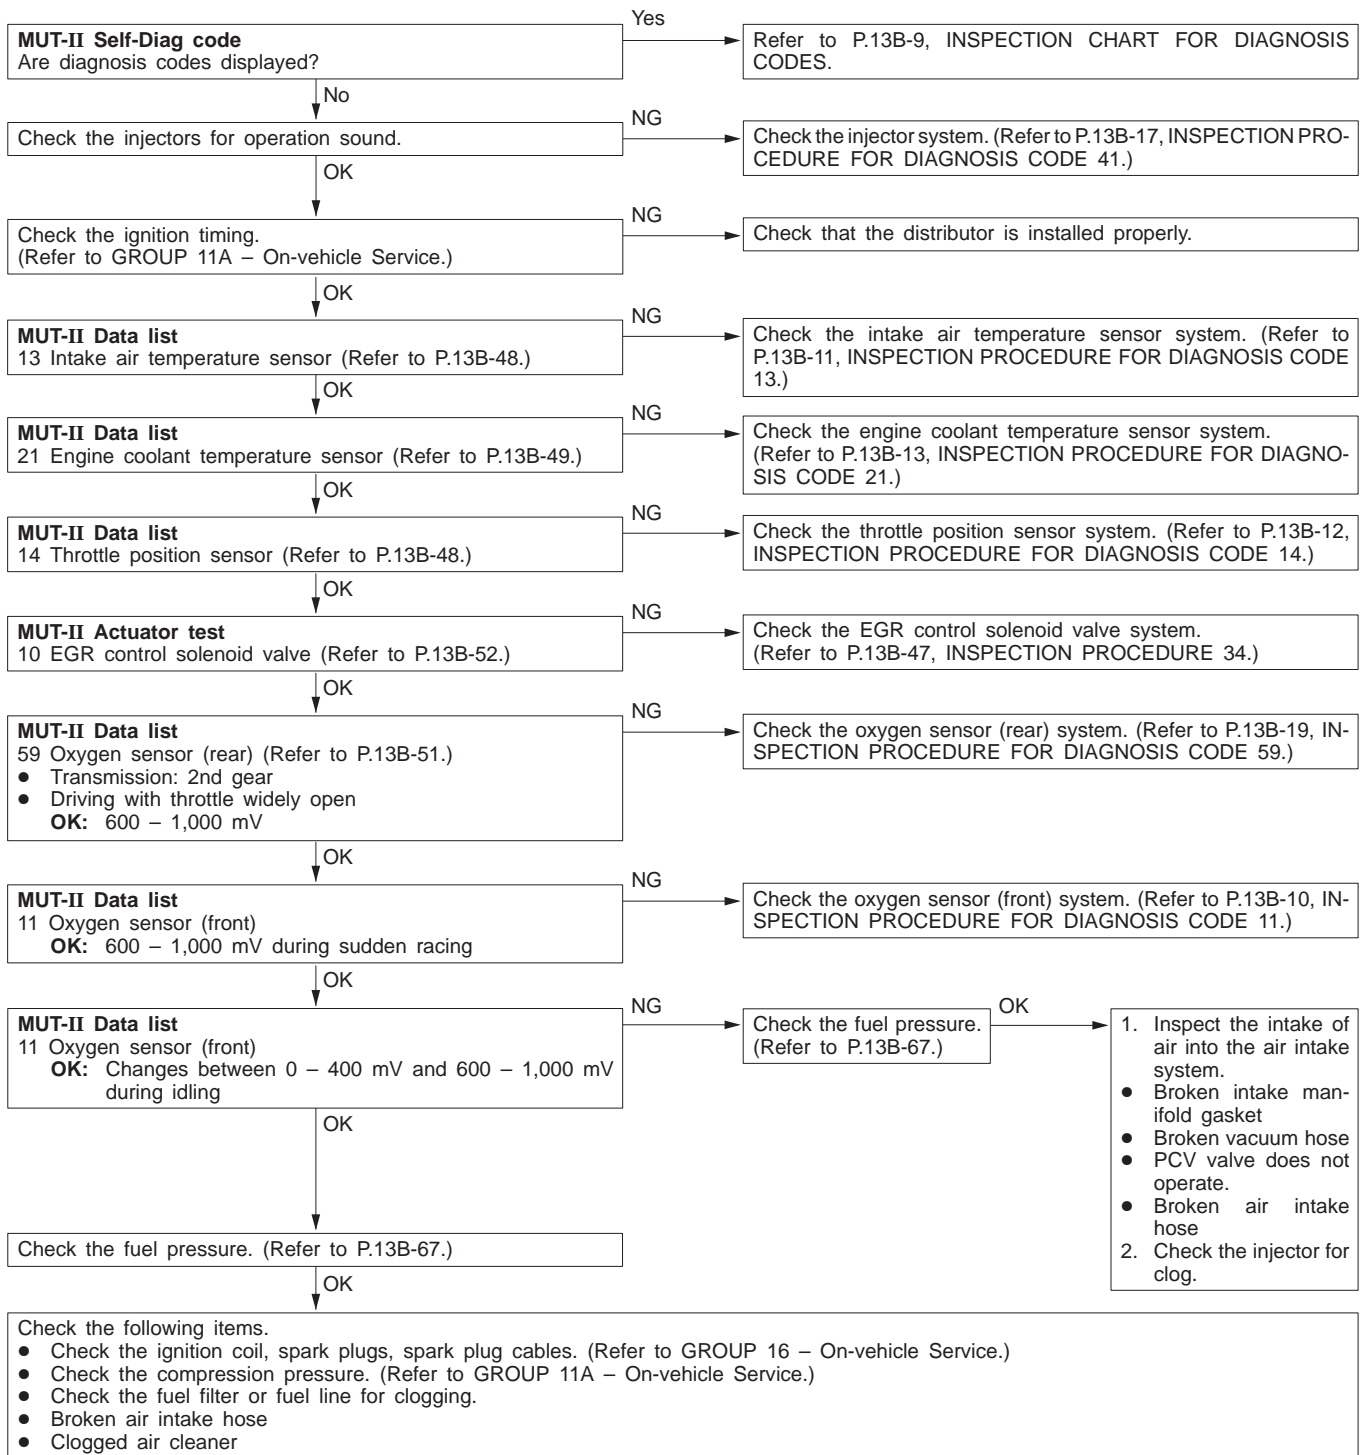 Yes
MUT-II Self-Diag code
Are diagnosis codes displayed?
Refer to P.13B-9, INSPECTION CHART FOR DIAGNOSIS
CODES.
No
Check the injectors for operation sound.
NG
Check the injector system. (Refer to P.13B-17, INSPECTION PRO-
CEDURE FOR DIAGNOSIS CODE 41.)
OK
Check the ignition timing.
(Refer to GROUP 11A – On-vehicle Service.)
NG
Check that the distributor is installed properly.
OK
MUT-II Data list
13 Intake air temperature sensor (Refer to P.13B-48.)
NG
Check the intake air temperature sensor system. (Refer to
P.13B-11, INSPECTION PROCEDURE FOR DIAGNOSIS CODE
13.)
OK
MUT-II Data list
21 Engine coolant temperature sensor (Refer to P.13B-49.)
NG
Check the engine coolant temperature sensor system.
(Refer to P.13B-13, INSPECTION PROCEDURE FOR DIAGNO-
SIS CODE 21.)
OK
MUT-II Data list
14 Throttle position sensor (Refer to P.13B-48.)
NG
Check the throttle position sensor system. (Refer to P.13B-12,
INSPECTION PROCEDURE FOR DIAGNOSIS CODE 14.)
OK
MUT-II Actuator test
10 EGR control solenoid valve (Refer to P.13B-52.)
NG
Check the EGR control solenoid valve system.
(Refer to P.13B-47, INSPECTION PROCEDURE 34.)
OK
MUT-II Data list
59 Oxygen sensor (rear) (Refer to P.13B-51.)
● Transmission: 2nd gear
● Driving with throttle widely open
OK: 600 – 1,000 mV
NG
Check the oxygen sensor (rear) system. (Refer to P.13B-19, IN-
SPECTION PROCEDURE FOR DIAGNOSIS CODE 59.)
OK
MUT-II Data list
11 Oxygen sensor (front)
OK: 600 – 1,000 mV during sudden racing
NG
Check the oxygen sensor (front) system. (Refer to P.13B-10, IN-
SPECTION PROCEDURE FOR DIAGNOSIS CODE 11.)
OK
MUT-II Data list
11 Oxygen sensor (front)
OK: Changes between 0 – 400 mV and 600 – 1,000 mV
during idling
NG
Check the fuel pressure.
(Refer to P.13B-67.)
OK
1. Inspect the intake of
air into the air intake
system.
● Broken intake man-
ifold gasket
● Broken vacuum hose
● PCV valve does not
operate.
● Broken air intake
hose
2. Check the injector for
clog.
OK
Check the fuel pressure. (Refer to P.13B-67.)
OK
Check the following items.
● Check the ignition coil, spark plugs, spark plug cables. (Refer to GROUP 16 – On-vehicle Service.)
● Check the compression pressure. (Refer to GROUP 11A – On-vehicle Service.)
● Check the fuel filter or fuel line for clogging.
● Broken air intake hose
● Clogged air cleaner